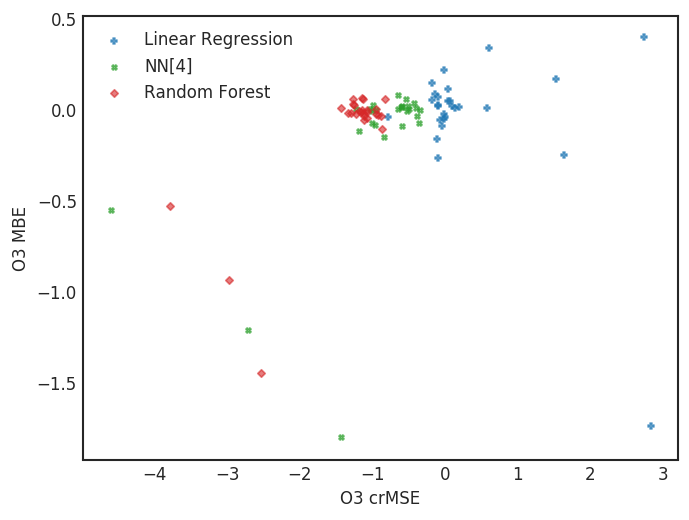 Linear Regression
NN[4]
Random Forest
0.5
0.0
−0.5
−1.0
−1.5
O3 MBE
−4 −3 −2 −1 0 1 2 3
O3 crMSE